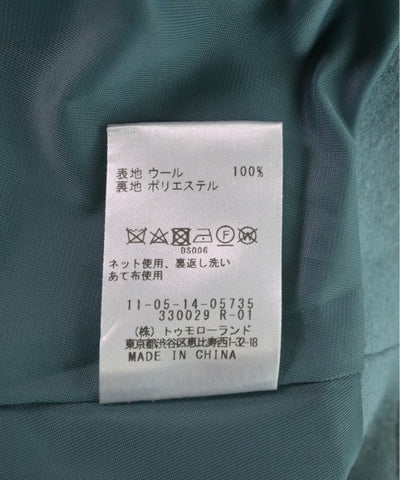 表地 ウール 100%
裏地 ポリエステル
F W
DS006
ネット使用、裏返し洗い
あて布使用
11-05-14-05735
330029 R-01
(株) トゥモローランド
東京都渋谷区恵比寿西1-32-18
MADE IN CHINA